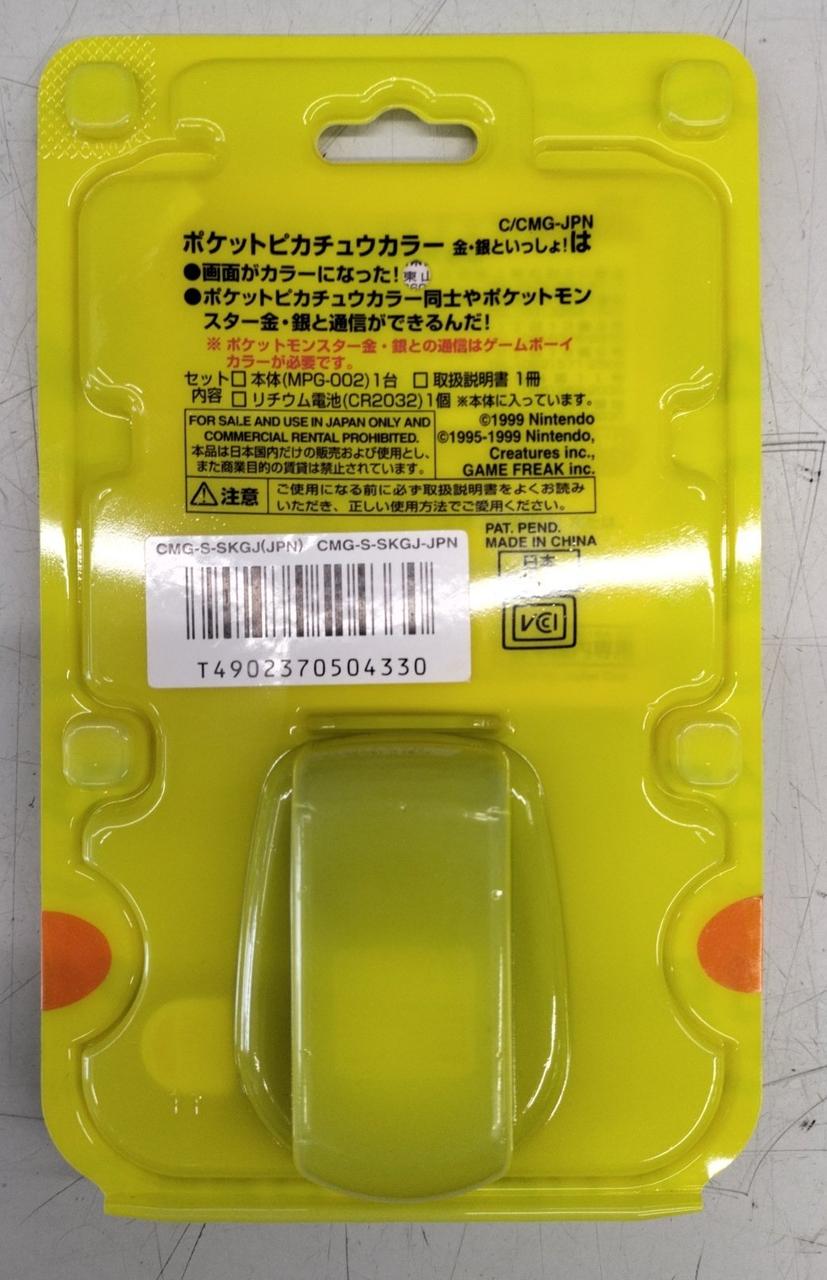 C/CMG-JPN
ポケットピカチュウカラー 金・銀といっしょ!は
●画面がカラーになった! 東山
●ポケットピカチュウカラー同士やポケットモン
スター金・銀と通信ができるんだ!
※ ポケットモンスター金・銀との通信はゲームボーイ
カラーが必要です。
セット □ 本体(MPG-002)1台 □ 取扱説明書 1冊
内容 □ リチウム電池(CR2032)1個 ※本体に入っています。
FOR SALE AND USE IN JAPAN ONLY AND
COMMERCIAL RENTAL PROHIBITED.
本品は日本国内だけの販売および使用とし、
また商業目的の賃貸は禁止されています。
©1999 Nintendo
©1995-1999 Nintendo,
Creatures inc.,
GAME FREAK inc.
注意
ご使用になる前に必ず取扱説明書をよくお読み
いただき、正しい使用方法でご愛用ください。
PAT. PEND.
MADE IN CHINA
日本
VCCI
CMG-S-SKGJ(JPN) CMG-S-SKGJ-JPN
T4902370504330